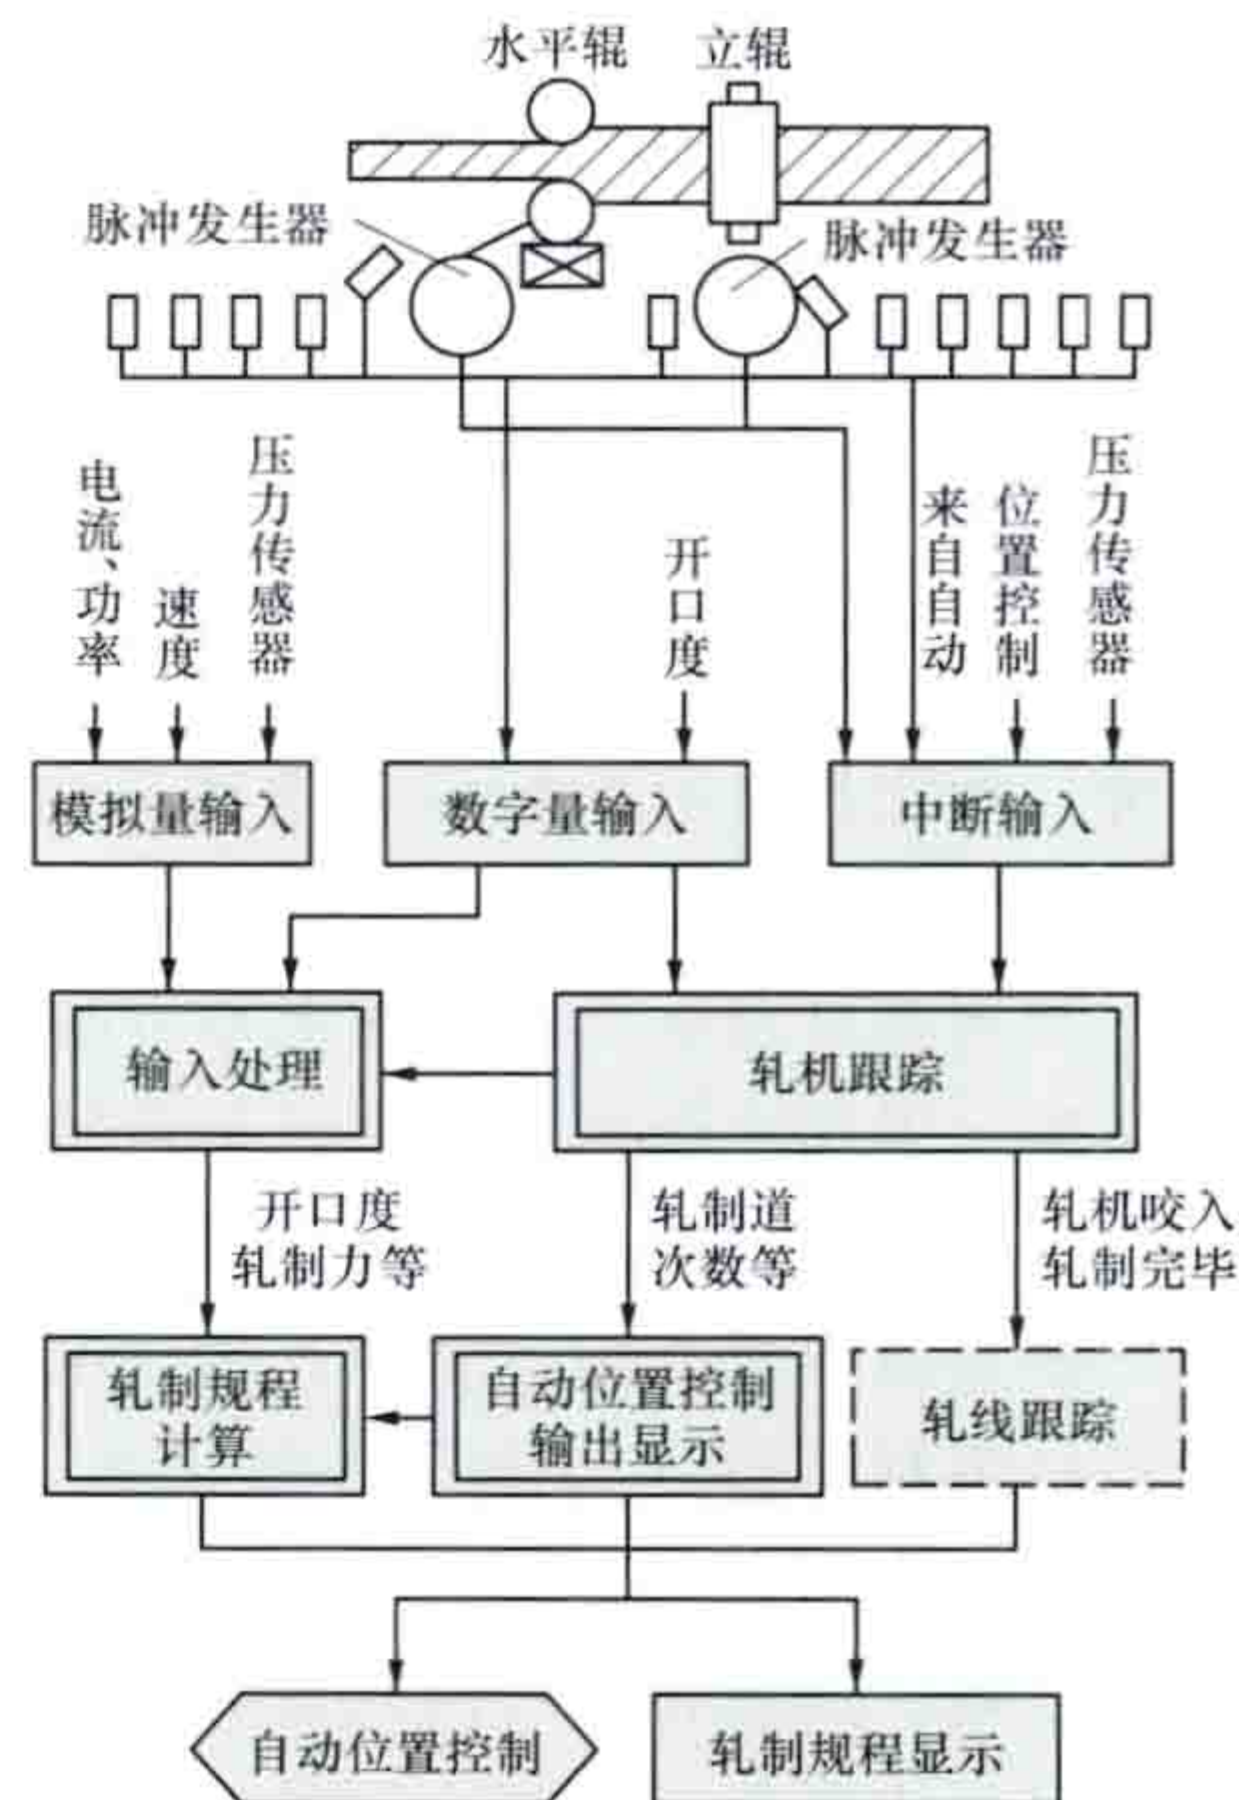 水平辊
立辊
脉冲发生器
脉冲发生器
电流、功率
速度
压力传感器
开口度
来自自动
位置控制
压力传感器
模拟量输入
数字量输入
中断输入
输入处理
轧机跟踪
开口度
轧制力等
轧制道
次数等
轧机咬入
轧制完毕
轧制规程
计算
自动位置控制
输出显示
轧线跟踪
自动位置控制
轧制规程显示